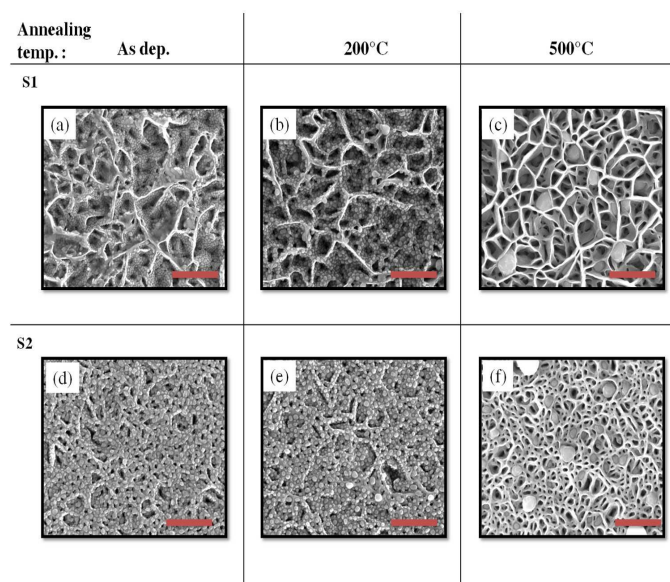 Annealing
temp. : As dep. 200°C 500°C
S1
(a) (b) (c)
S2
(d) (e) (f)